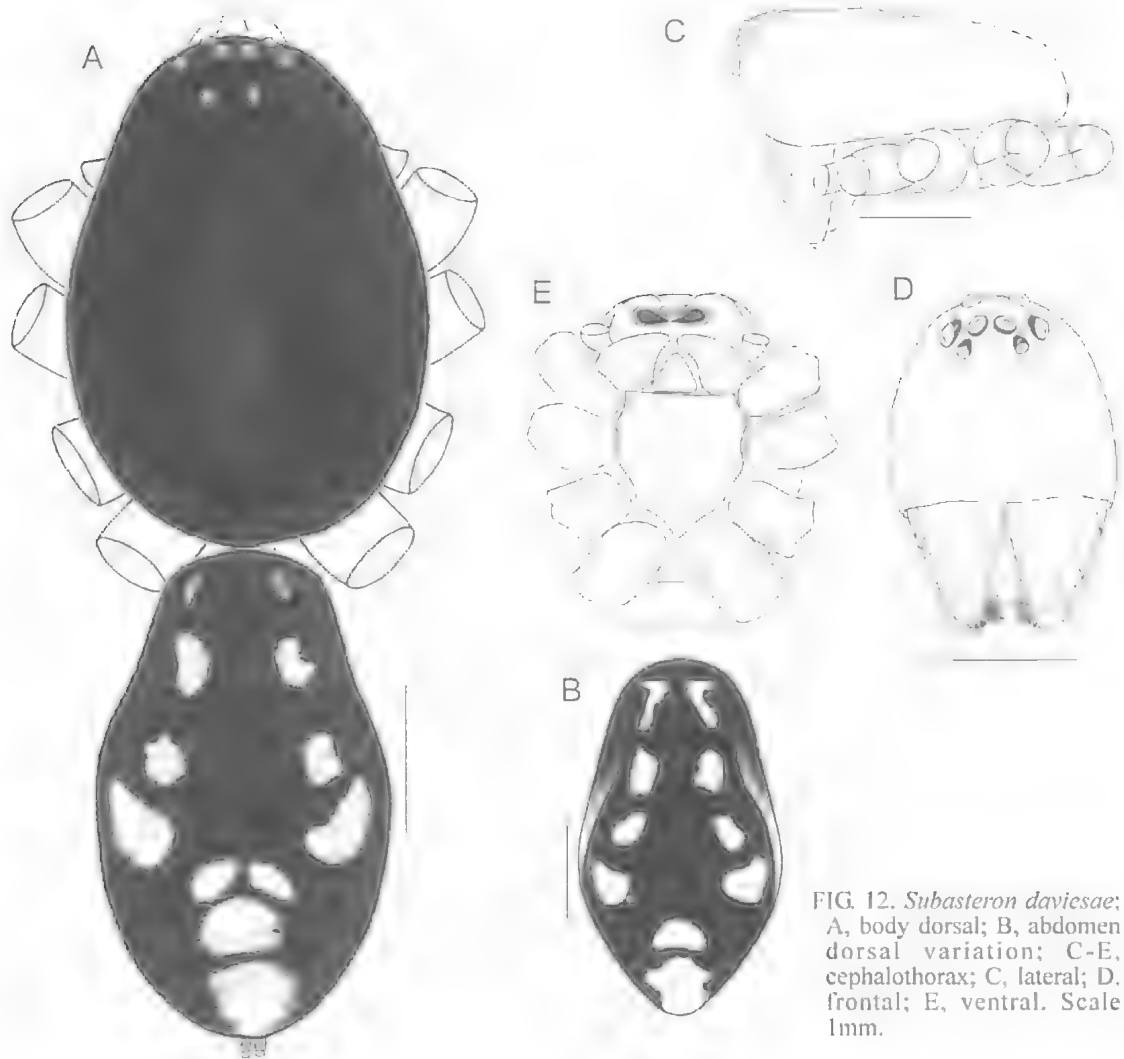 A
C
E
D
B
FIG. 12. Subasteron daviesae;
A, body dorsal; B, abdomen
dorsal variation; C-E,
cephalothorax; C, lateral; D,
frontal; E, ventral. Scale
1mm.